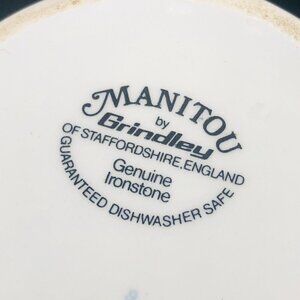 MANITOU
by
Grindley
OF STAFFORDSHIRE, ENGLAND
Genuine
Ironstone
GUARANTEED DISHWASHER SAFE